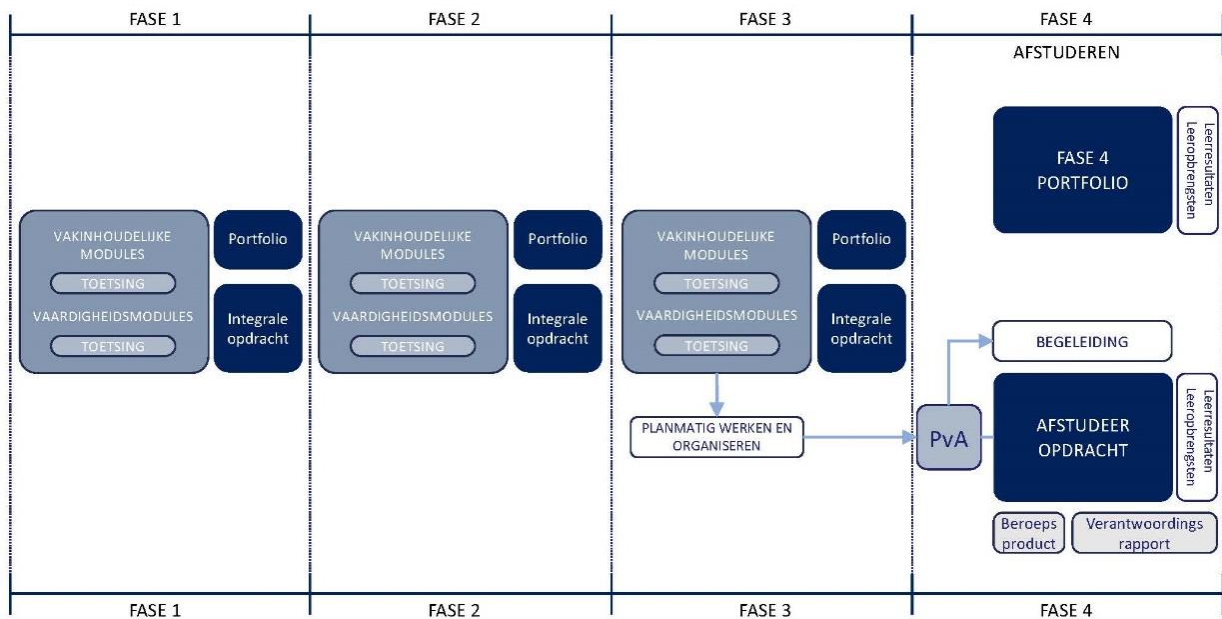 FASE 1
FASE 2
FASE 3
FASE 4
AFSTUDEREN
VAKINHOUDELIJKE
MODULES
TOETSING
VAARDIGHEIDSMODULES
TOETSING
Portfolio
Integrale
opdracht
VAKINHOUDELIJKE
MODULES
TOETSING
VAARDIGHEIDSMODULES
TOETSING
Portfolio
Integrale
opdracht
VAKINHOUDELIJKE
MODULES
TOETSING
VAARDIGHEIDSMODULES
TOETSING
Portfolio
Integrale
opdracht
PLANMATIG WERKEN EN
ORGANISEREN
FASE 4
PORTFOLIO
Leerresultaten
Leeropbrengsten
BEGELEIDING
PvA
AFSTUDEER
OPDRACHT
Leerresultaten
Leeropbrengsten
Beroeps
product
Verantwoordings
rapport
FASE 1
FASE 2
FASE 3
FASE 4